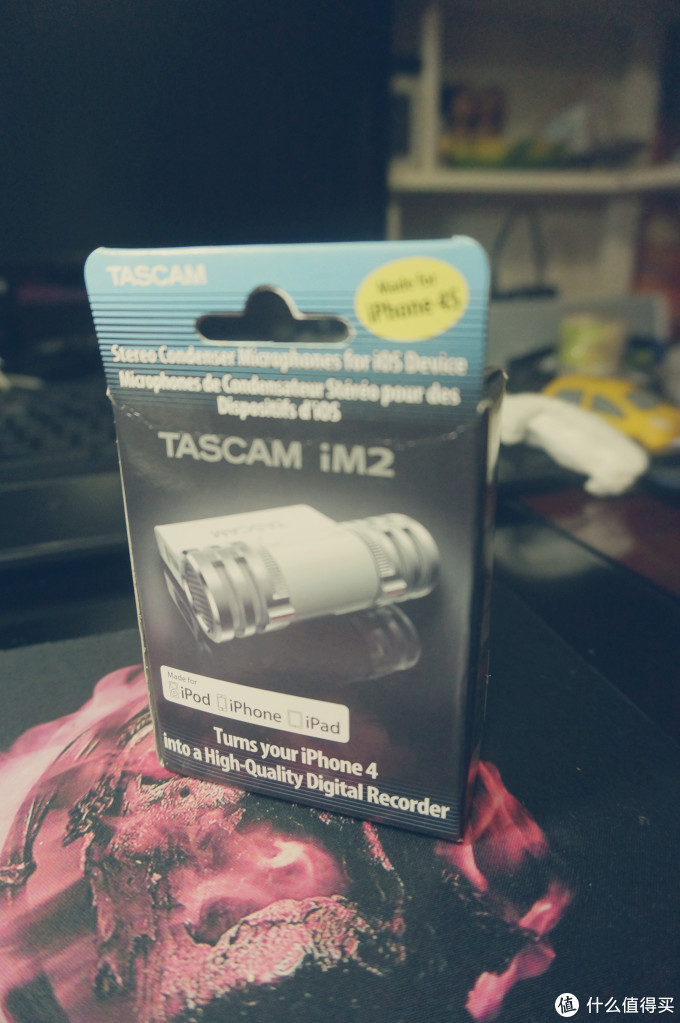 TASCAM
Made for
iPhone 4S
Stereo Condenser Microphones for iOS Device
Microphones de Condensateur Stéréo pour des
Dispositifs d'iOS
TASCAM iM2
TASCAM
Made for
iPod iPhone iPad
Turns your iPhone 4
into a High-Quality Digital Recorder
值 什么值得买